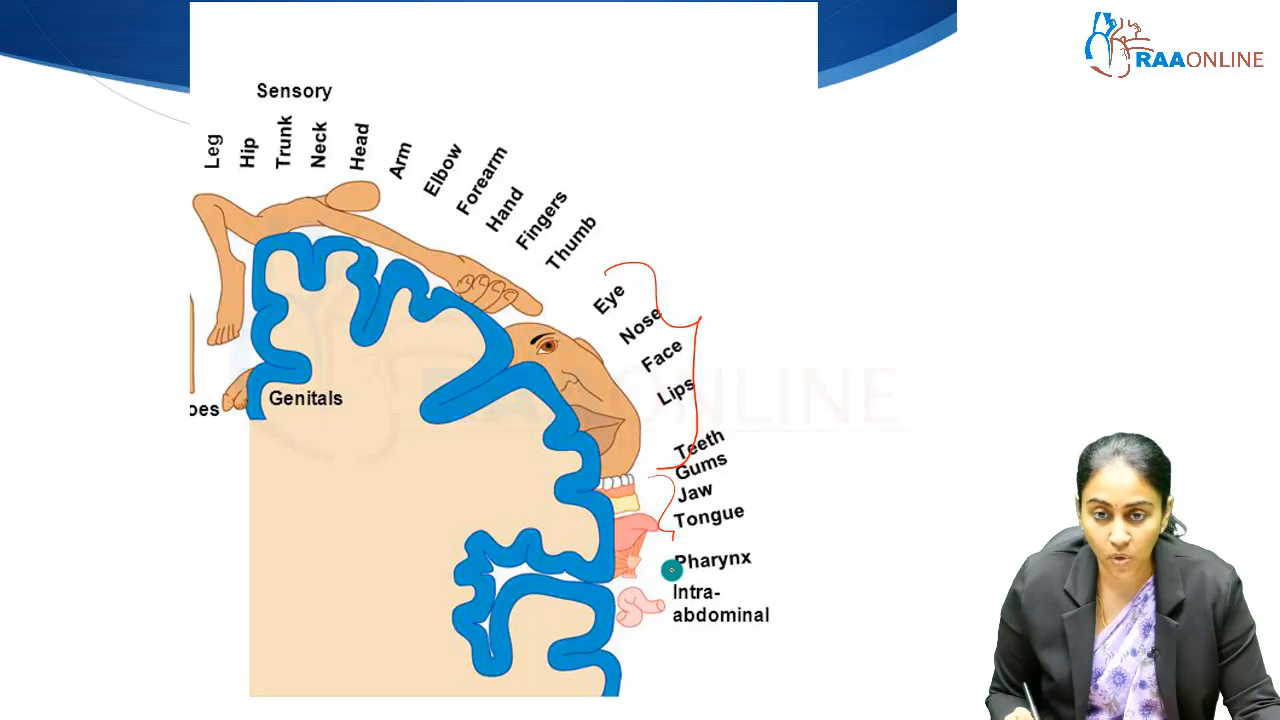 RAAONLINE
Sensory
Leg
Hip
Trunk
Neck
Head
Arm
Elbow
Forearm
Hand
Fingers
Thumb
Eye
Nose
Face
Lips
Teeth
Gums
Jaw
Tongue
Pharynx
Intra-
abdominal
Genitals
oes
RAAONLINE